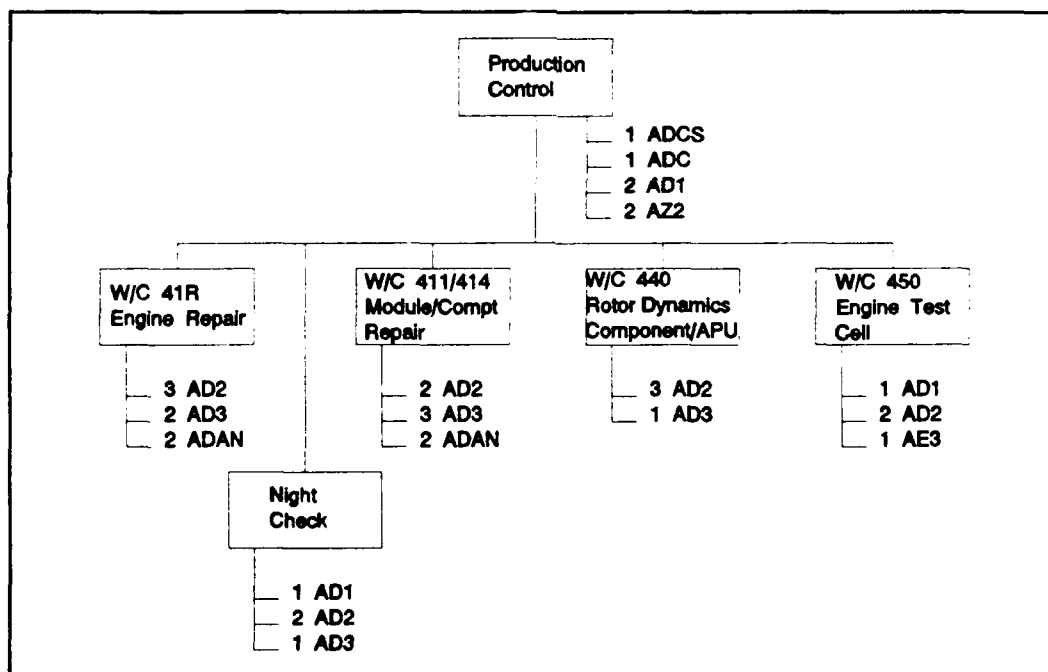 Production
Control
1 ADCS
1 ADC
2 AD1
2 AZ2
W/C 41R
Engine Repair
3 AD2
2 AD3
2 ADAN
W/C 411/414
Module/Compt
Repair
2 AD2
3 AD3
2 ADAN
W/C 440
Rotor Dynamics
Component/APU
3 AD2
1 AD3
W/C 450
Engine Test
Cell
1 AD1
2 AD2
1 AE3
Night
Check
1 AD1
2 AD2
1 AD3